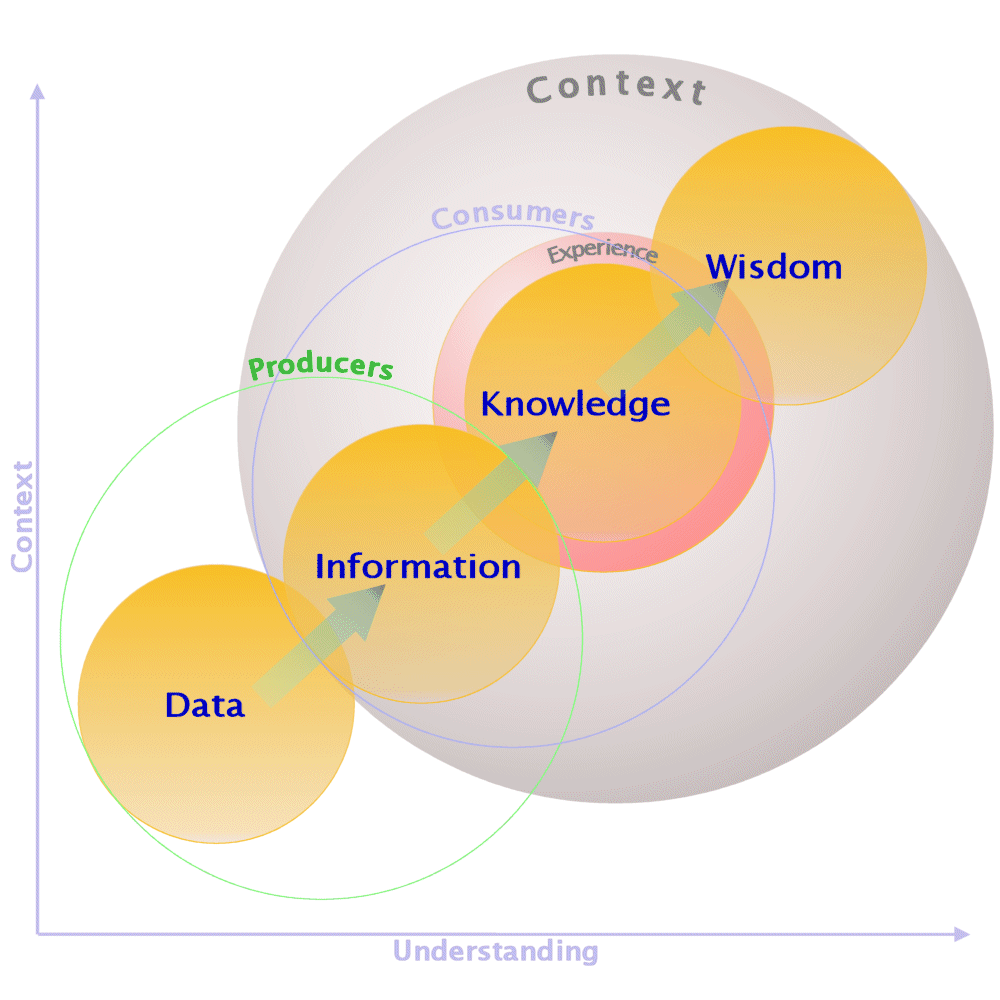 Context
Consumers
Experience
Wisdom
Producers
Knowledge
Context
Information
Data
Understanding